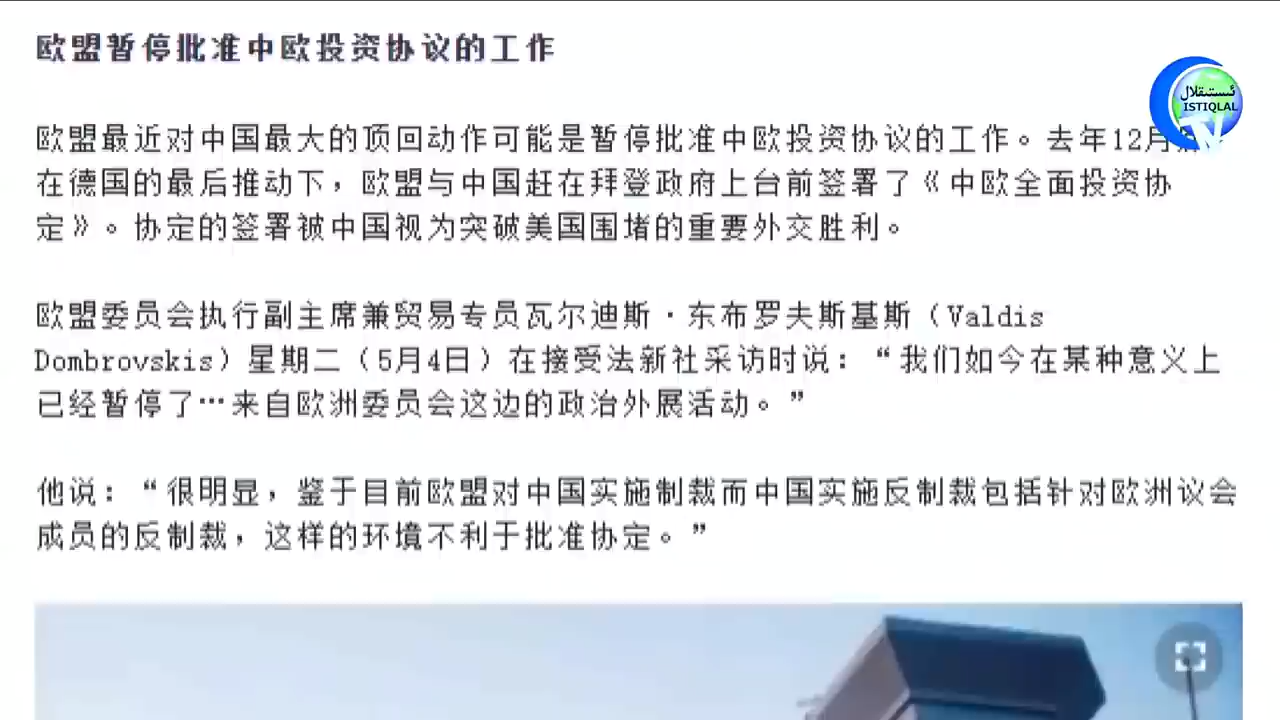 欧盟暂停批准中欧投资协议的工作
ئىستىقلال
ISTIQLAL
TV
欧盟最近对中国最大的顶回动作可能是暂停批准中欧投资协议的工作。去年12月
在德国的最后推动下，欧盟与中国赶在拜登政府上台前签署了《中欧全面投资协
定》。协定的签署被中国视为突破美国围堵的重要外交胜利。
欧盟委员会执行副主席兼贸易专员瓦尔迪斯·东布罗夫斯基斯（Valdis
Dombrovskis）星期二（5月4日）在接受法新社采访时说：“我们如今在某种意义上
已经暂停了…来自欧洲委员会这边的政治外展活动。”
他说：“很明显，鉴于目前欧盟对中国实施制裁而中国实施反制裁包括针对欧洲议会
成员的反制裁，这样的环境不利于批准协定。”